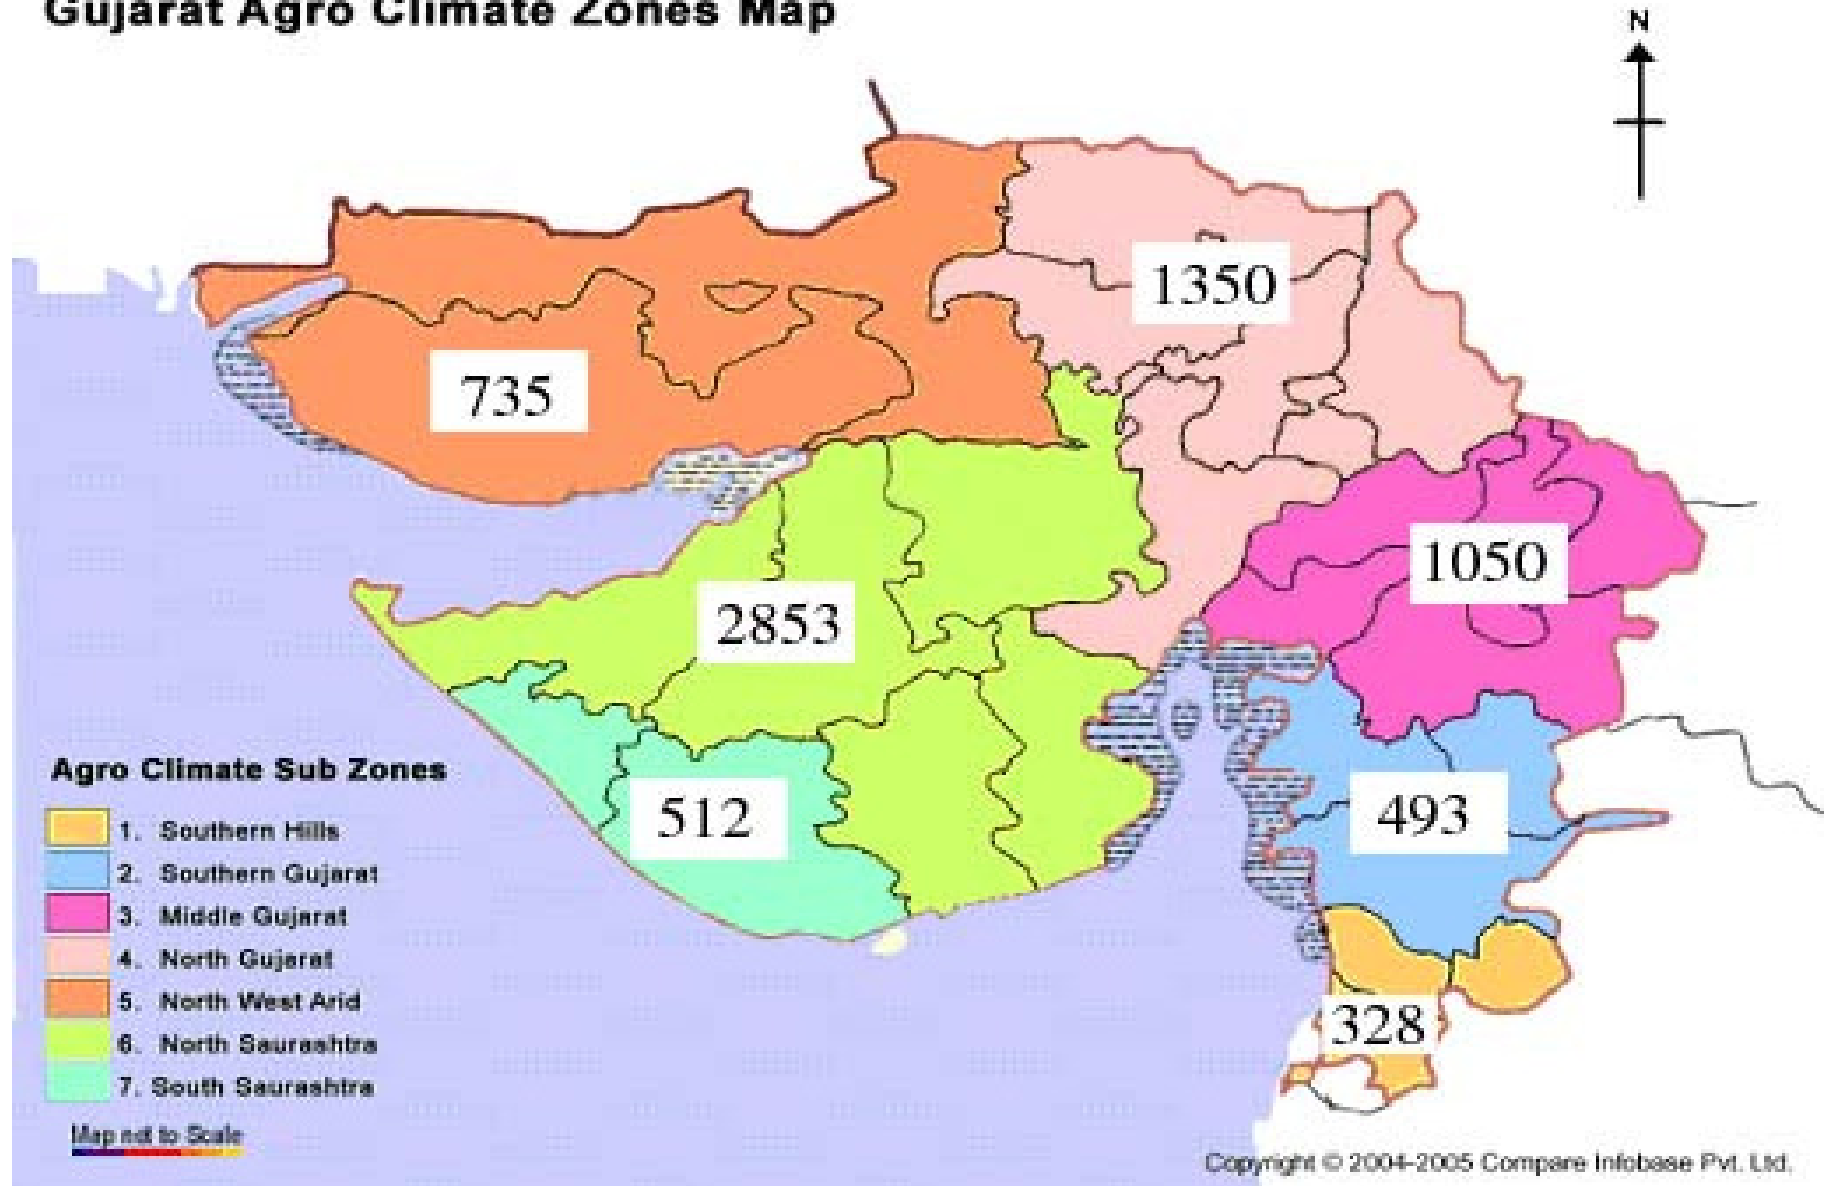 Gujarat Agro Climate Zones Map
N
1350
735
1050
2853
512
493
328
Agro Climate Sub Zones
1. Southern Hills
2. Southern Gujarat
3. Middle Gujarat
4. North Gujarat
5. North West Arid
6. North Saurashtra
7. South Saurashtra
Map not to Scale
Copyright © 2004-2005 Compare Infobase Pvt. Ltd.